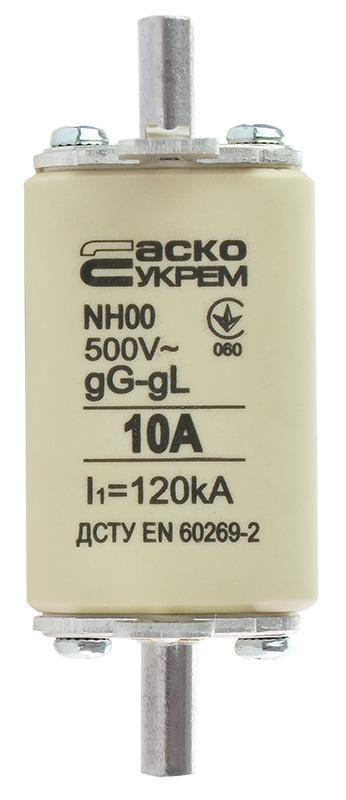 аско
УКРЕМ
NH00
500V~
060
gG-gL
10A
I₁=120kA
ДСТУ EN 60269-2